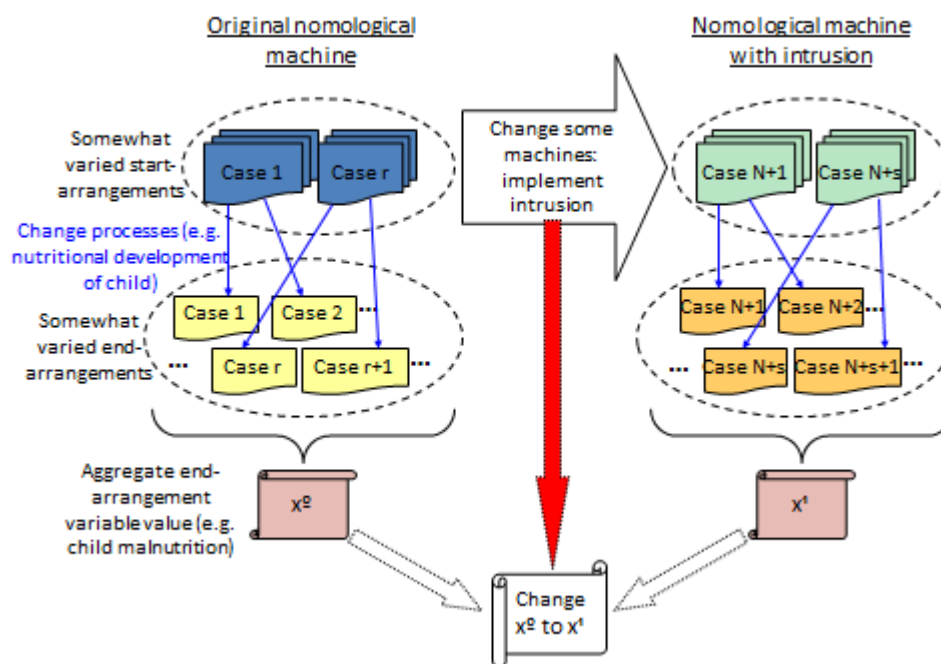 Original nomological
machine
Nomological machine
with intrusion
Somewhat
varied start-
arrangements
Case 1
Case r
Change some
machines:
implement
intrusion
Case N+1
Case N+s
Change processes (e.g.
nutritional development
of child)
Somewhat
varied end-
arrangements
Case 1
Case 2
...
...
Case r
Case r+1
...
Case N+1
Case N+2
...
...
Case N+s
Case N+s+1
...
Aggregate end-
arrangement
variable value (e.g.
child malnutrition)
xº
x¹
Change
xº to x¹